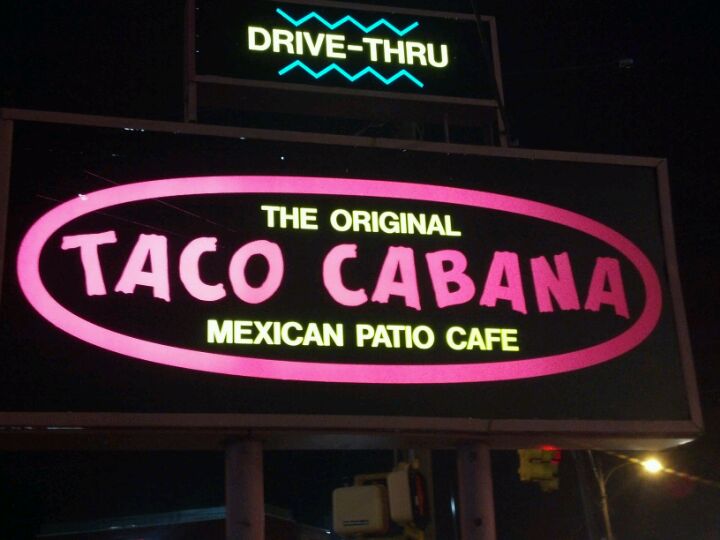 DRIVE-THRU
THE ORIGINAL
TACO CABANA
MEXICAN PATIO CAFE